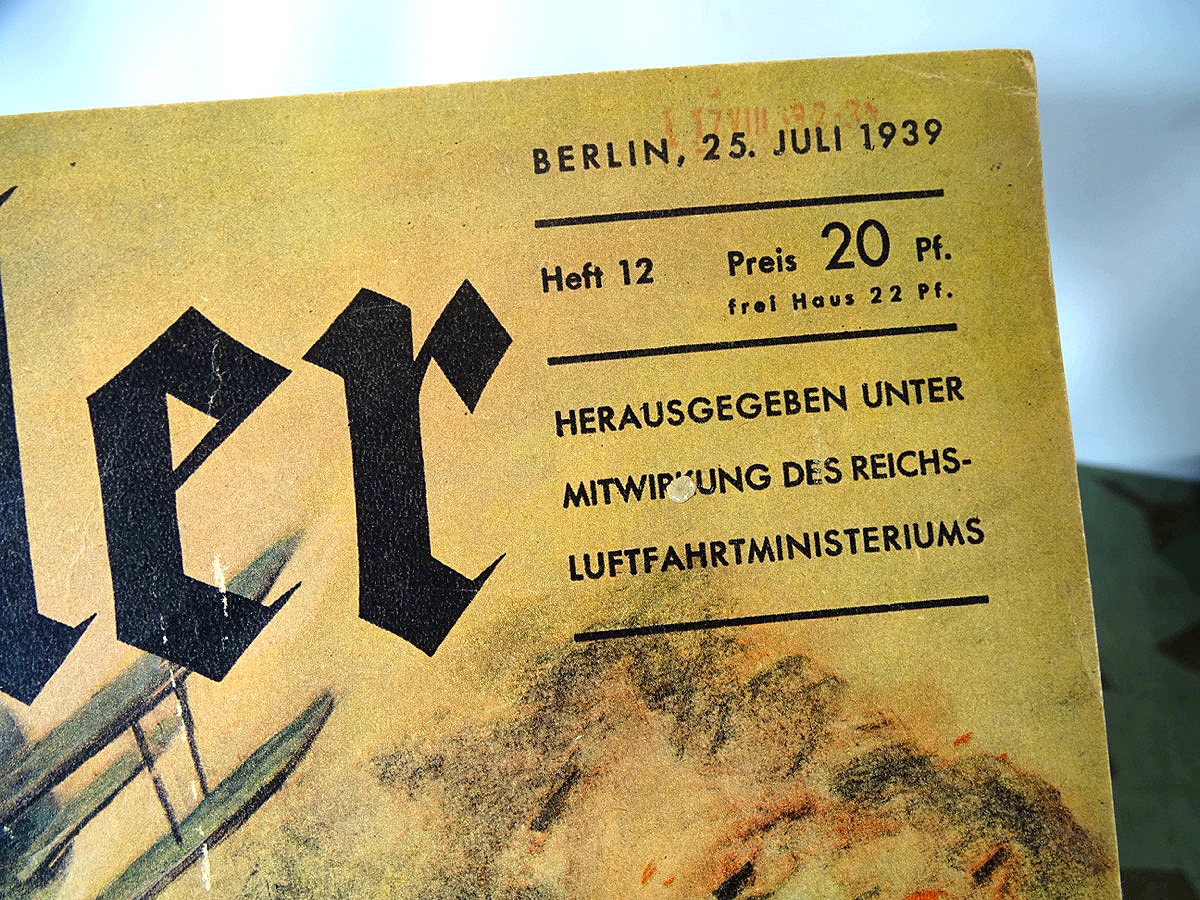 BERLIN, 25. JULI 1939
Heft 12 Preis 20 Pf.
frei Haus 22 Pf.
ler
HERAUSGEGEBEN UNTER
MITWIRKUNG DES REICHS-
LUFTFAHRTMINISTERIUMS